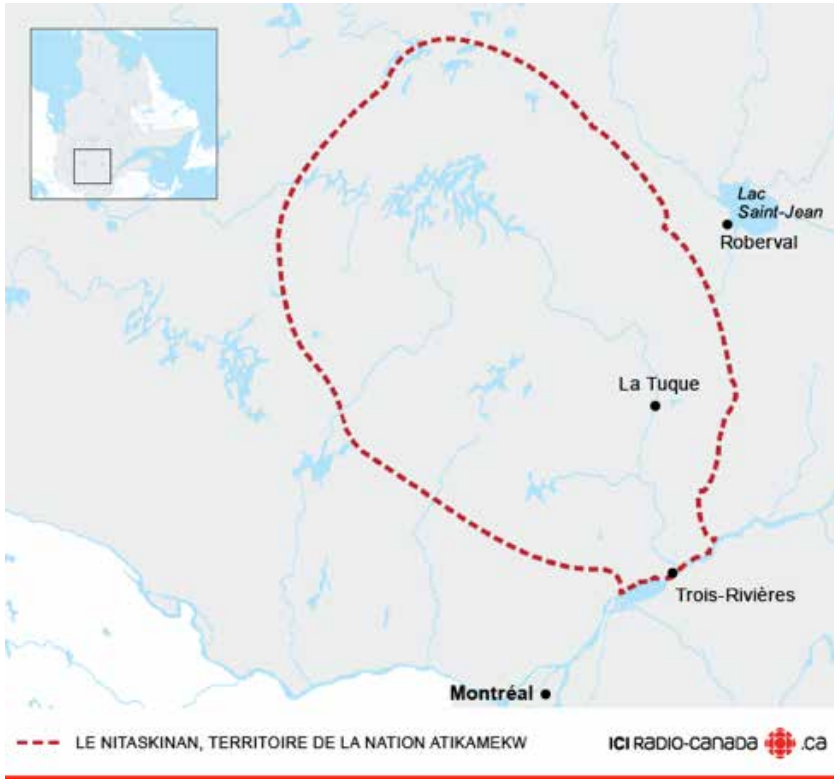 Lac
Saint-Jean
Roberval
La Tuque
Trois-Rivières
Montréal
LE NITASKINAN, TERRITOIRE DE LA NATION ATIKAMEKW
ICI RADIO-CANADA .ca